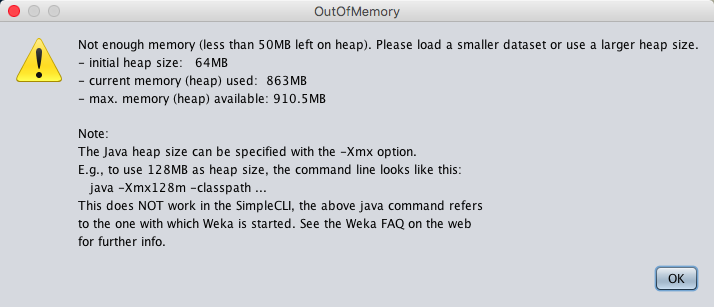 OutOfMemory
Not enough memory (less than 50MB left on heap). Please load a smaller dataset or use a larger heap size.
- initial heap size:   64MB
- current memory (heap) used:  863MB
- max. memory (heap) available: 910.5MB
Note:
The Java heap size can be specified with the -Xmx option.
E.g., to use 128MB as heap size, the command line looks like this:
java -Xmx128m -classpath ...
This does NOT work in the SimpleCLI, the above java command refers
to the one with which Weka is started. See the Weka FAQ on the web
for further info.
OK